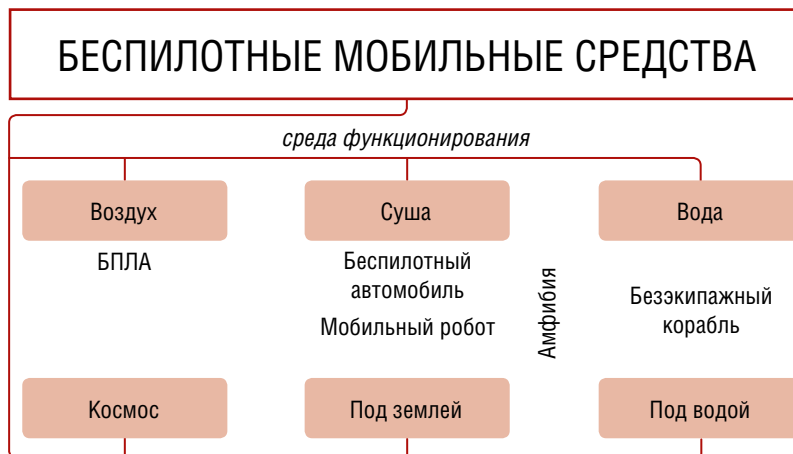 БЕСПИЛОТНЫЕ МОБИЛЬНЫЕ СРЕДСТВА
среда функционирования
Воздух
Суша
Вода
БПЛА
Беспилотный
автомобиль
Мобильный робот
Амфибия
Безэкипажный
корабль
Космос
Под землей
Под водой